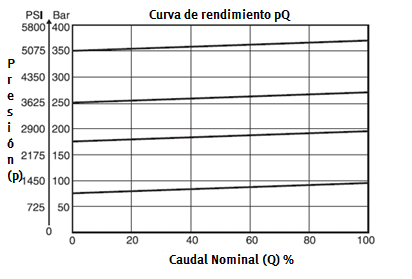 PSI Bar Curva de rendimiento pQ
5800 400
5075 350
4350 300
3625 250
2900 200
2175 150
1450 100
725 50
0
Presión (p)
0 20 40 60 80 100
Caudal Nominal (Q) %